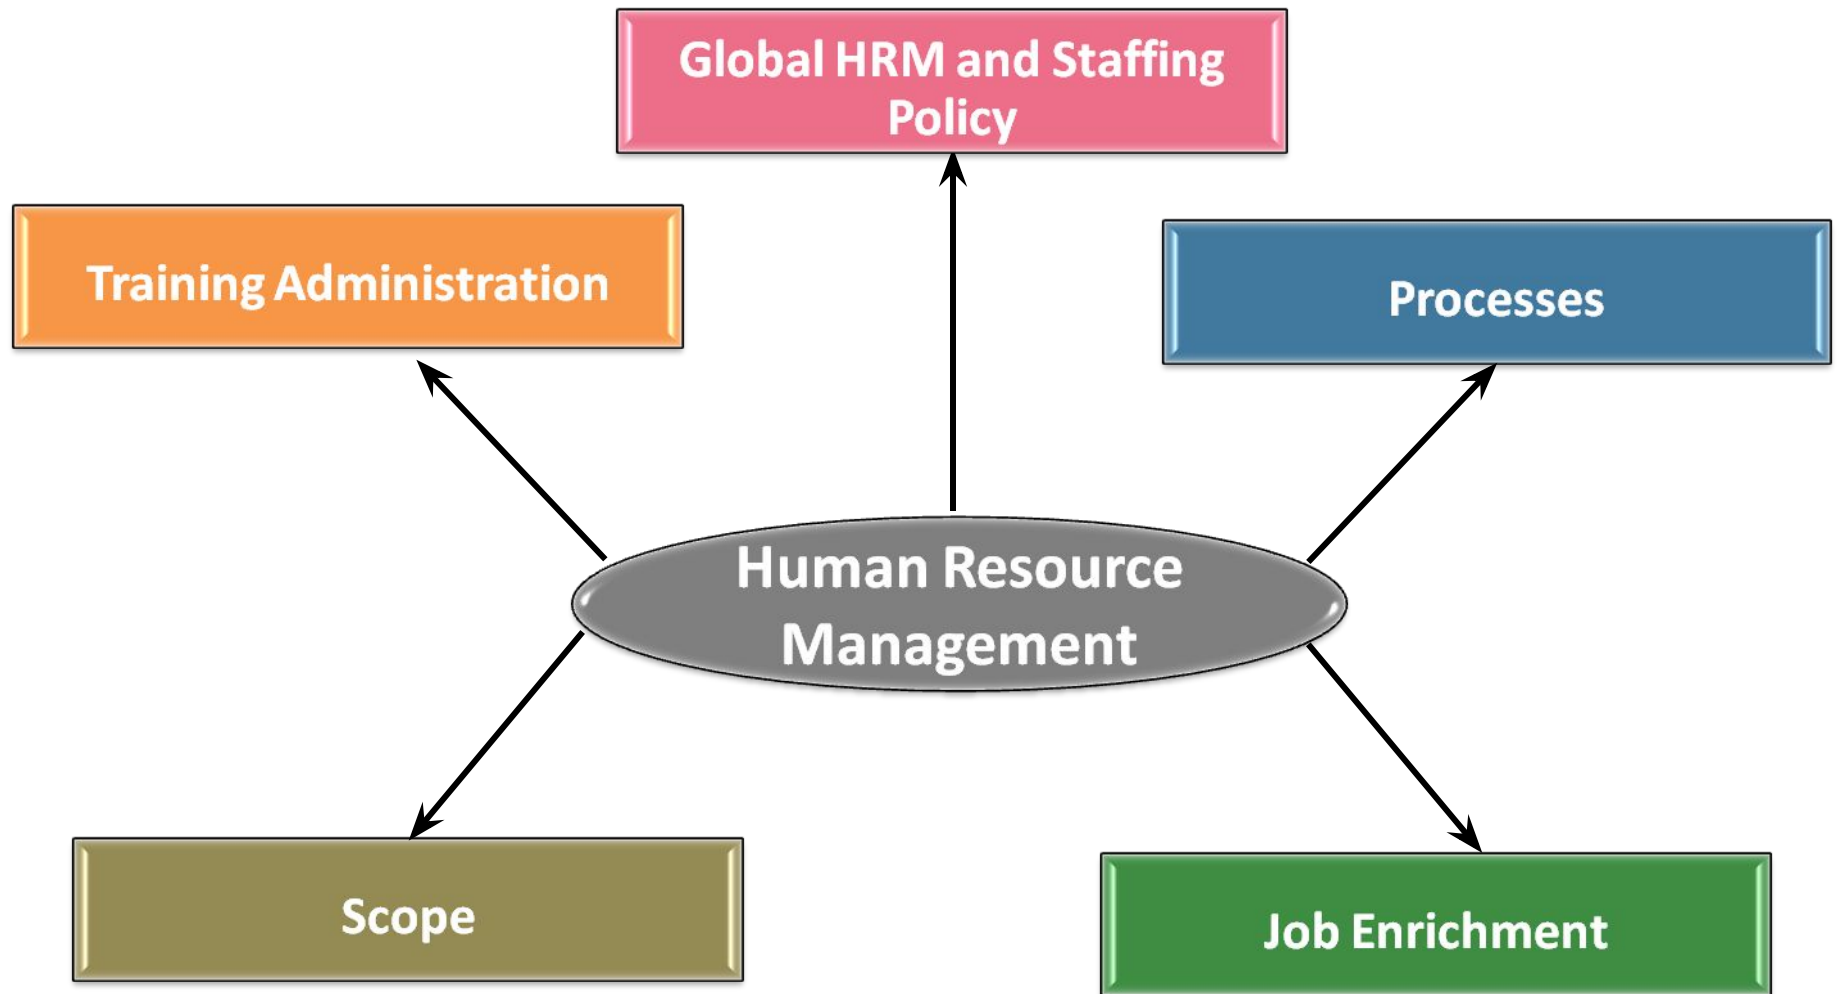 Global HRM and Staffing
Policy
Training Administration
Processes
Human Resource
Management
Scope
Job Enrichment